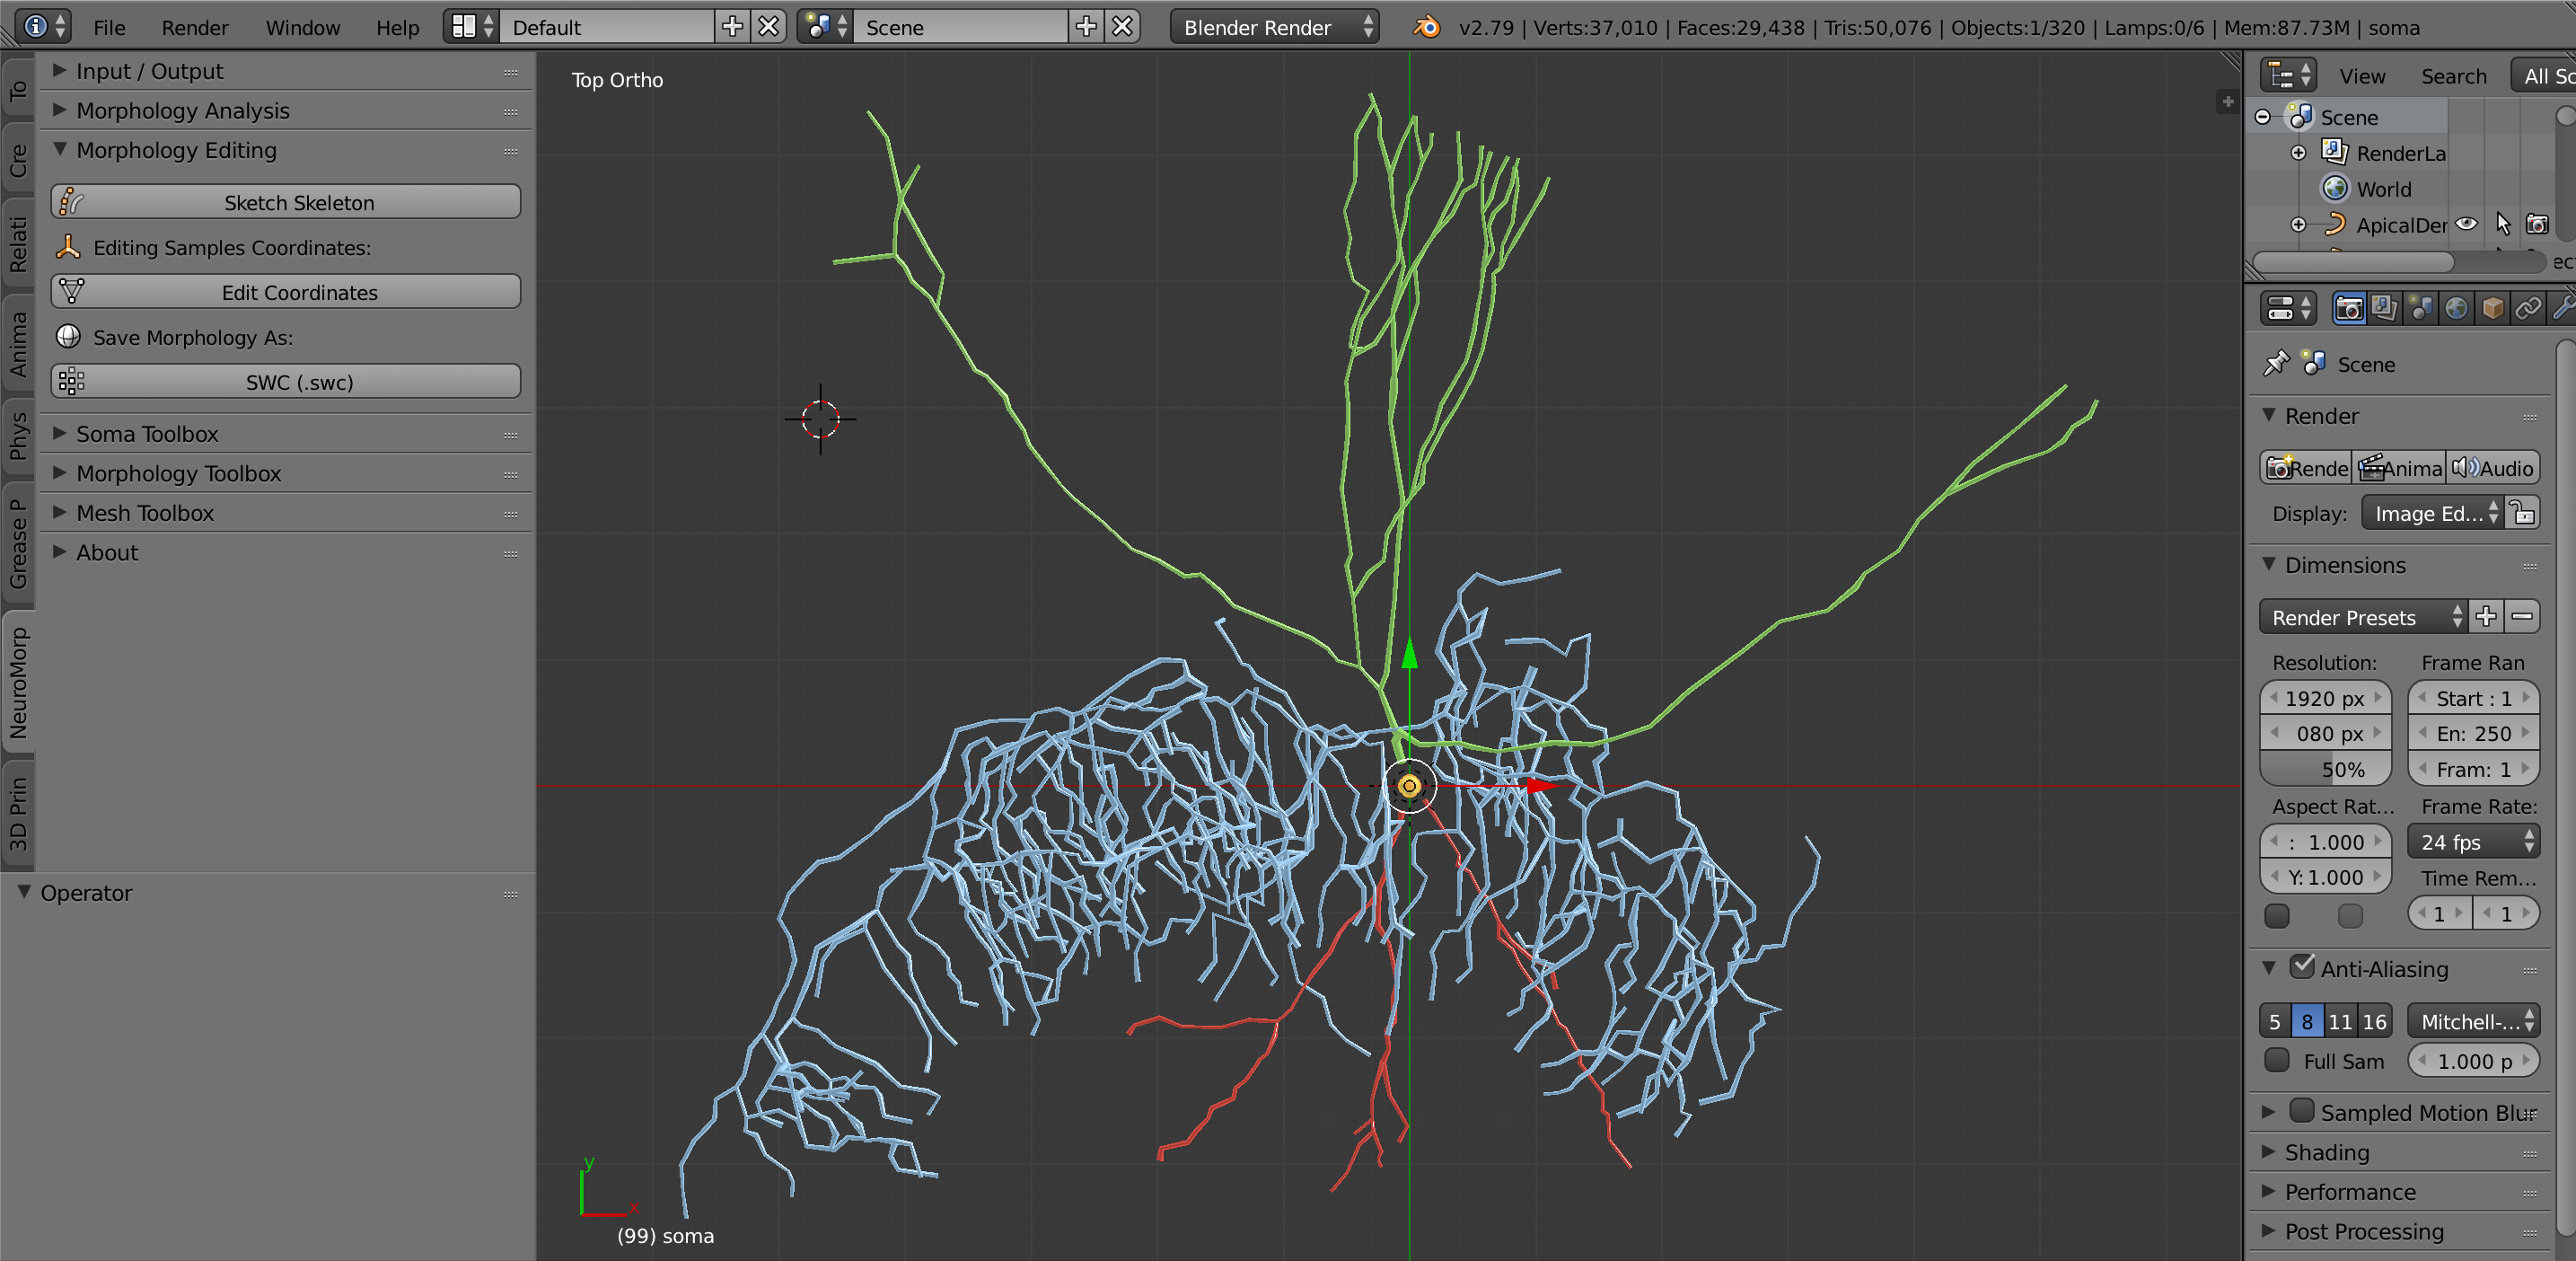 File Render Window Help Default Scene Blender Render v2.79 | Verts:37,010 | Faces:29,438 | Tris:50,076 | Objects:1/320 | Lamps:0/6 | Mem:87.73M | soma
To
Cre
Relati
Anima
Phys
Grease P
NeuroMorp
3D Prin
Input / Output
Morphology Analysis
Morphology Editing
Sketch Skeleton
Editing Samples Coordinates:
Edit Coordinates
Save Morphology As:
SWC (.swc)
Soma Toolbox
Morphology Toolbox
Mesh Toolbox
About
Operator
Top Ortho
y
x
(99) soma
View Search All Sc
Scene
RenderLa
World
ApicalDer
ec
Scene
Render
Rende Anima Audio
Display: Image Ed...
Dimensions
Render Presets
Resolution: Frame Ran
1920 px Start : 1
080 px En: 250
50% Fram: 1
Aspect Rat... Frame Rate:
: 1.000 24 fps
Y: 1.000 Time Rem...
1 1
Anti-Aliasing
5 8 11 16 Mitchell-...
Full Sam 1.000 p
Sampled Motion Blur
Shading
Performance
Post Processing